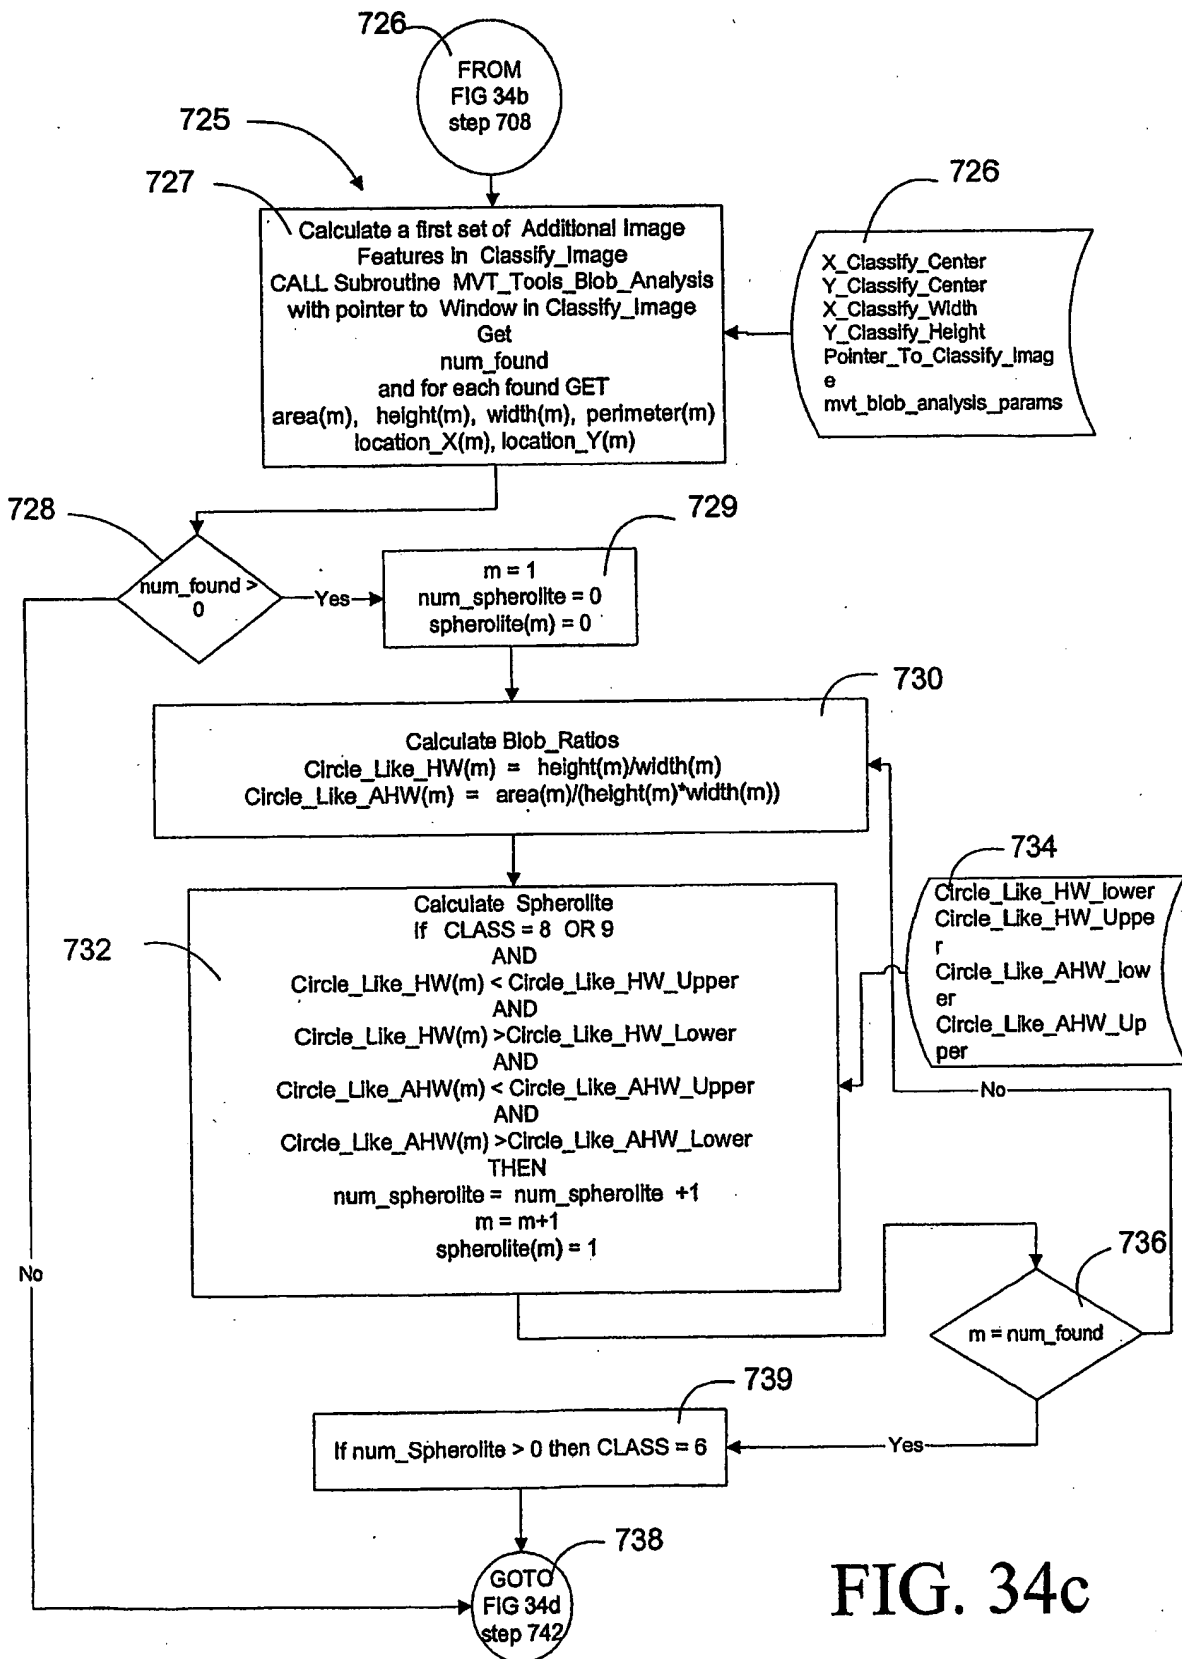 726
FROM
FIG 34b
step 708
725
727
Calculate a first set of Additional Image
Features in Classify_Image
CALL Subroutine MVT_Tools_Blob_Analysis
with pointer to Window in Classify_Image
Get
num_found
and for each found GET
area(m), height(m), width(m), perimeter(m)
location_X(m), location_Y(m)
726
X_Classify_Center
Y_Classify_Center
X_Classify_Width
Y_Classify_Height
Pointer_To_Classify_Imag
e
mvt_blob_analysis_params
728
num_found >
0
Yes
729
m = 1
num_spherolite = 0
spherolite(m) = 0
730
Calculate Blob_Ratios
Circle_Like_HW(m) = height(m)/width(m)
Circle_Like_AHW(m) = area(m)/(height(m)*width(m))
734
Circle_Like_HW_lower
Circle_Like_HW_Uppe
r
Circle_Like_AHW_low
er
Circle_Like_AHW_Up
per
732
Calculate Spherolite
If CLASS = 8 OR 9
AND
Circle_Like_HW(m) < Circle_Like_HW_Upper
AND
Circle_Like_HW(m) >Circle_Like_HW_Lower
AND
Circle_Like_AHW(m) < Circle_Like_AHW_Upper
AND
Circle_Like_AHW(m) >Circle_Like_AHW_Lower
THEN
num_spherolite = num_spherolite +1
m = m+1
spherolite(m) = 1
No
736
m = num_found
No
Yes
739
If num_Spherolite > 0 then CLASS = 6
738
GOTO
FIG 34d
step 742
FIG. 34c